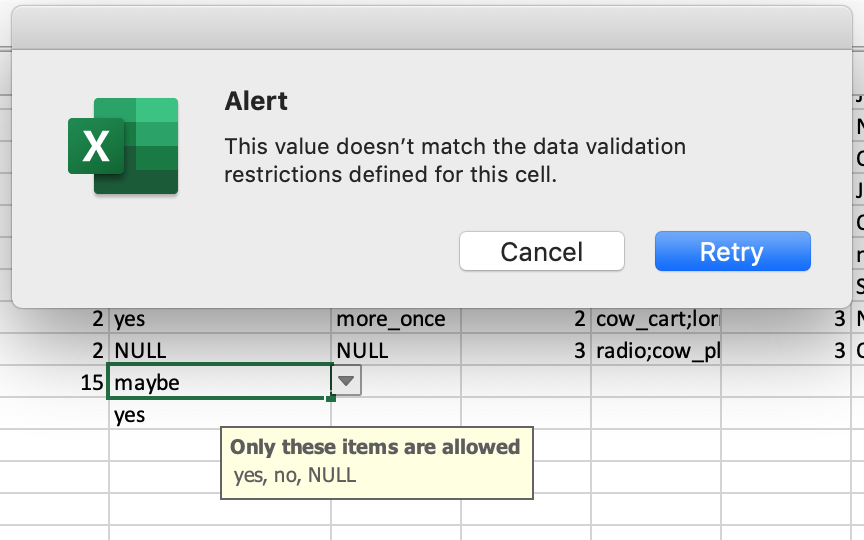 X
Alert
This value doesn't match the data validation
restrictions defined for this cell.
Cancel
Retry
2 yes more_once 2 cow_cart;lor 3
2 NULL NULL 3 radio;cow_pl 3
15 maybe
yes
Only these items are allowed
yes, no, NULL